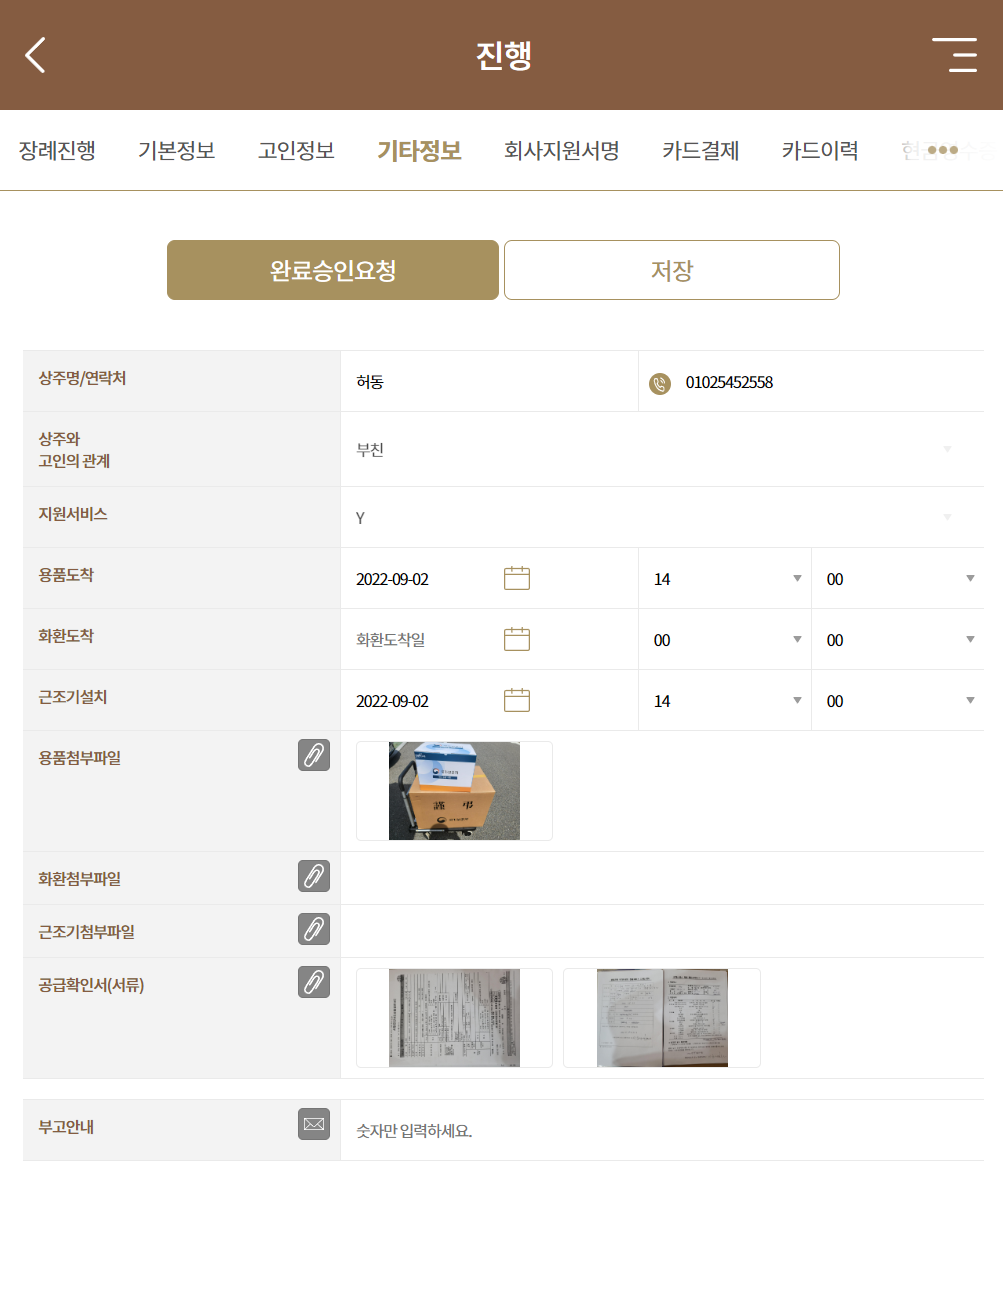 진행
장례진행 기본정보 고인정보 기타정보 회사지원서명 카드결제 카드이력
완료승인요청 저장
상주명/연락처 허동 01025452558
상주와
고인의 관계 부친
지원서비스 Y
용품도착 2022-09-02 14 00
화환도착 화환도착일 00 00
근조기설치 2022-09-02 14 00
용품첨부파일
謹 弔
화환첨부파일
근조기첨부파일
공급확인서(서류)
부고안내 숫자만 입력하세요.